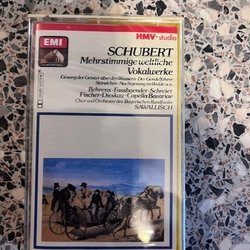 EMI
HMV-studio
SCHUBERT
Mehrstimmige weltliche
Vokalwerke
Gesang der Geister über den Wassern · Der Gondelfahrer
Ständchen · Nachtgesang im Walde u.a.
Behrens · Fassbaender · Schreier
Fischer-Dieskau · Capella Bavariae
Chor und Orchester des Bayerischen Rundfunks
SAWALLISCH